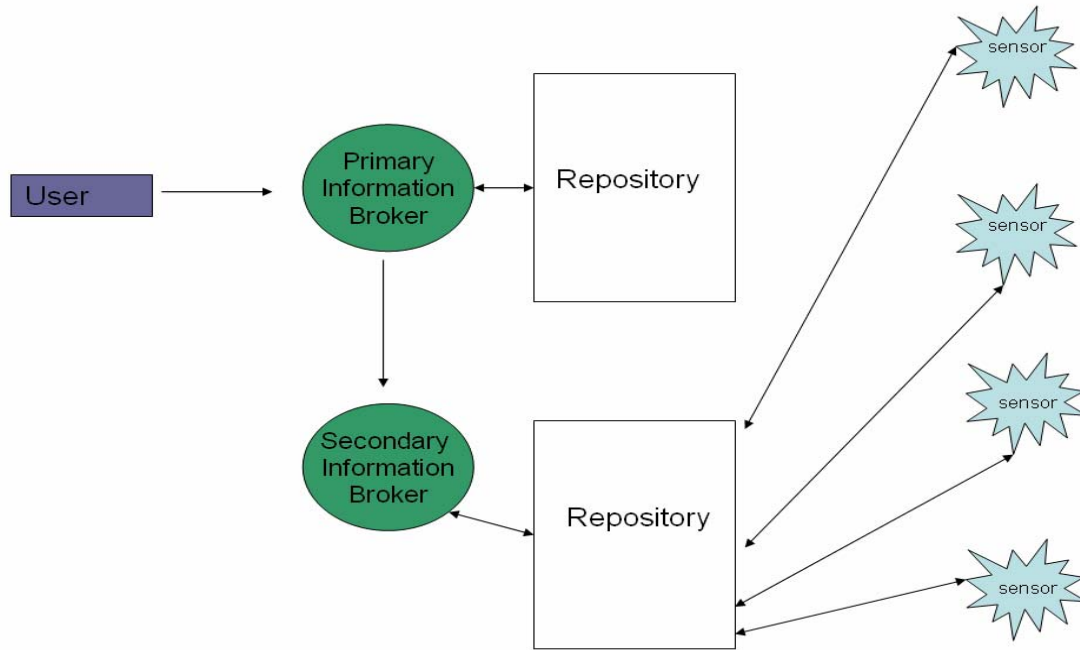 User
Primary
Information
Broker
Repository
Secondary
Information
Broker
Repository
sensor
sensor
sensor
sensor